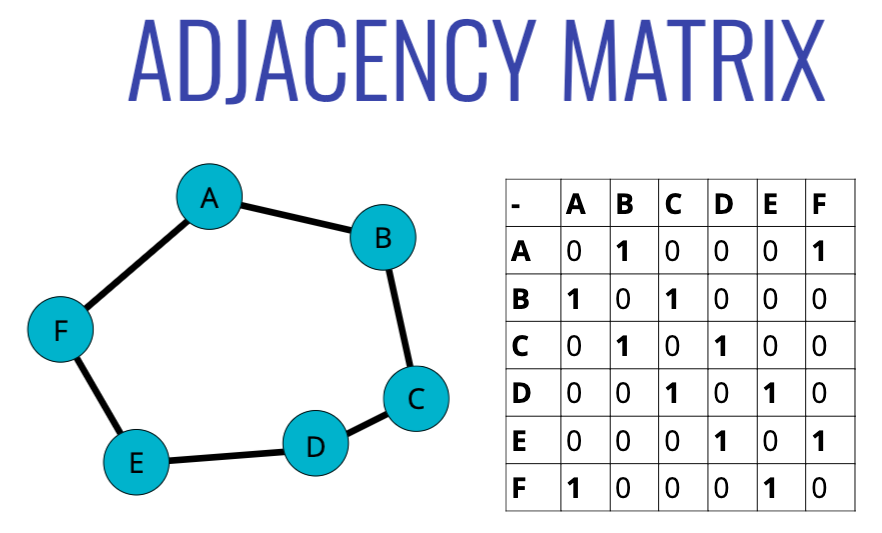 ADJACENCY MATRIX
A
B
F
C
D
E
- A B C D E F
A 0 1 0 0 0 1
B 1 0 1 0 0 0
C 0 1 0 1 0 0
D 0 0 1 0 1 0
E 0 0 0 1 0 1
F 1 0 0 0 1 0